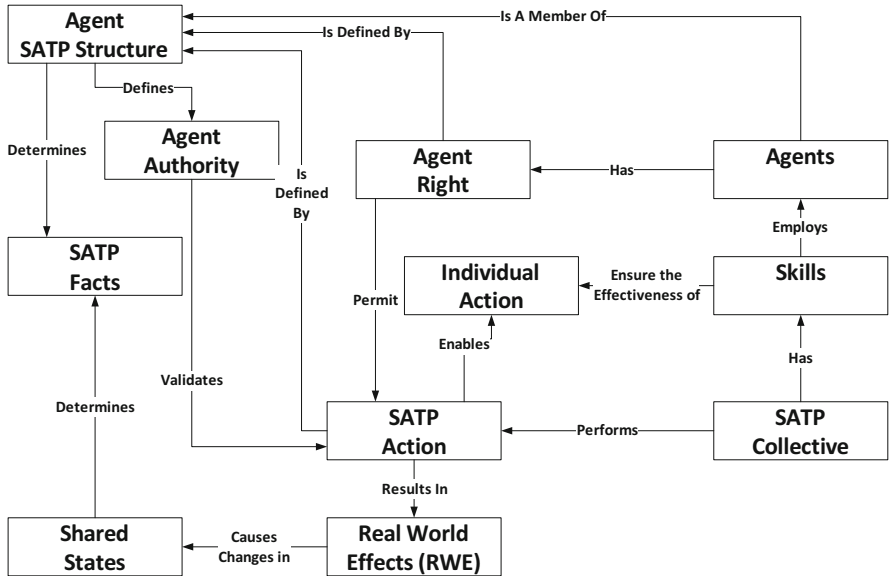 Agent
SATP Structure
Is A Member Of
Is Defined By
Defines
Determines
Agent
Authority
Is
Defined
By
Agent
Right
Has
Agents
Employs
SATP
Facts
Permit
Individual
Action
Ensure the
Effectiveness of
Skills
Enables
Has
Validates
Determines
SATP
Action
Performs
SATP
Collective
Results In
Shared
States
Causes
Changes in
Real World
Effects (RWE)